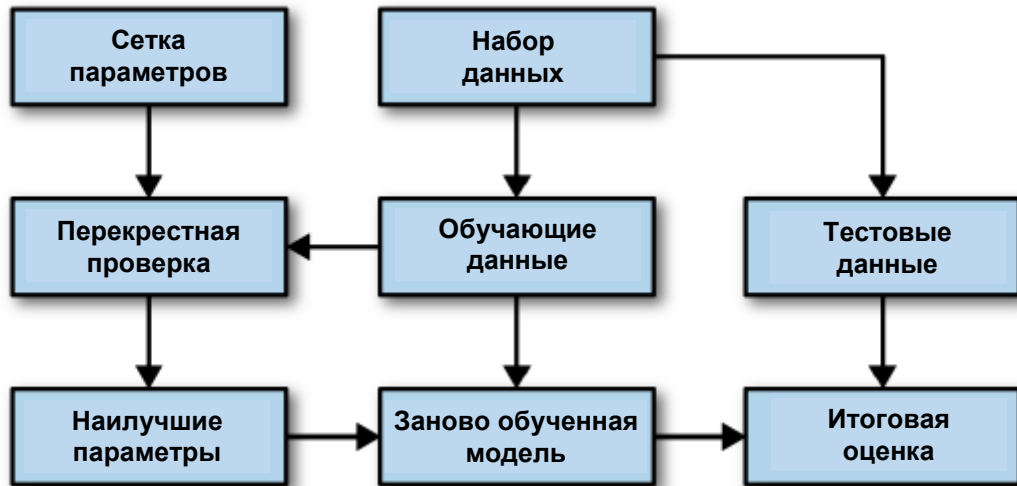 Сетка
параметров
Набор
данных
Перекрестная
проверка
Обучающие
данные
Тестовые
данные
Наилучшие
параметры
Заново обученная
модель
Итоговая
оценка